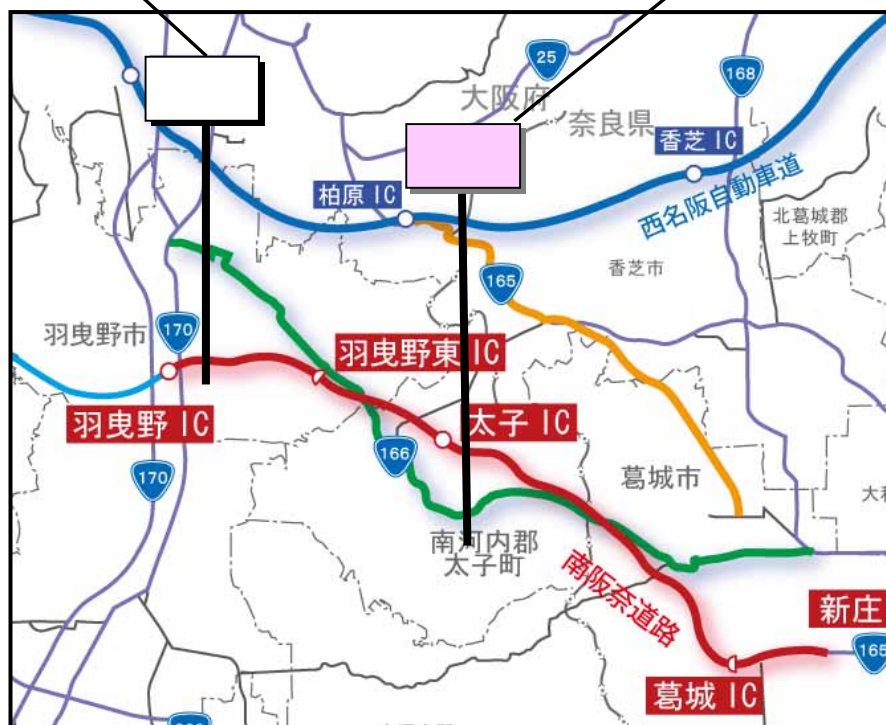 25
大阪府
奈良県
168
香芝 IC
柏原 IC
西名阪自動車道
北葛城郡
上牧町
165
香芝市
羽曳野市
170
羽曳野東 IC
羽曳野 IC
太子 IC
166
170
葛城市
南河内郡
太子町
南阪奈道路
新庄
165
葛城 IC